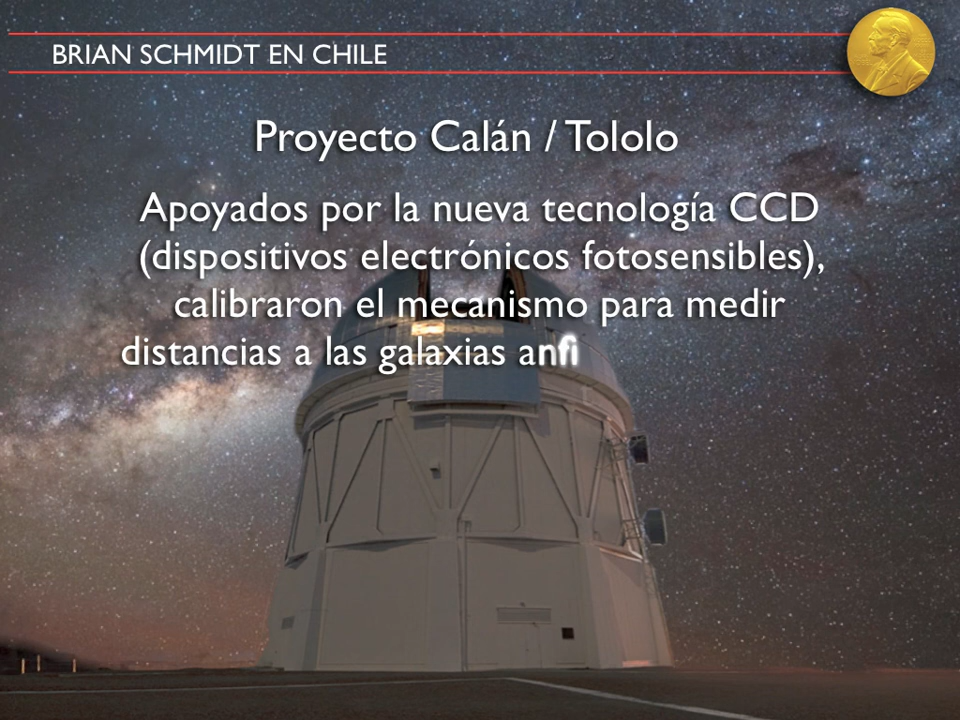 BRIAN SCHMIDT EN CHILE
Proyecto Calán / Tololo
Apoyados por la nueva tecnología CCD
(dispositivos electrónicos fotosensibles),
calibraron el mecanismo para medir
distancias a las galaxias anfi